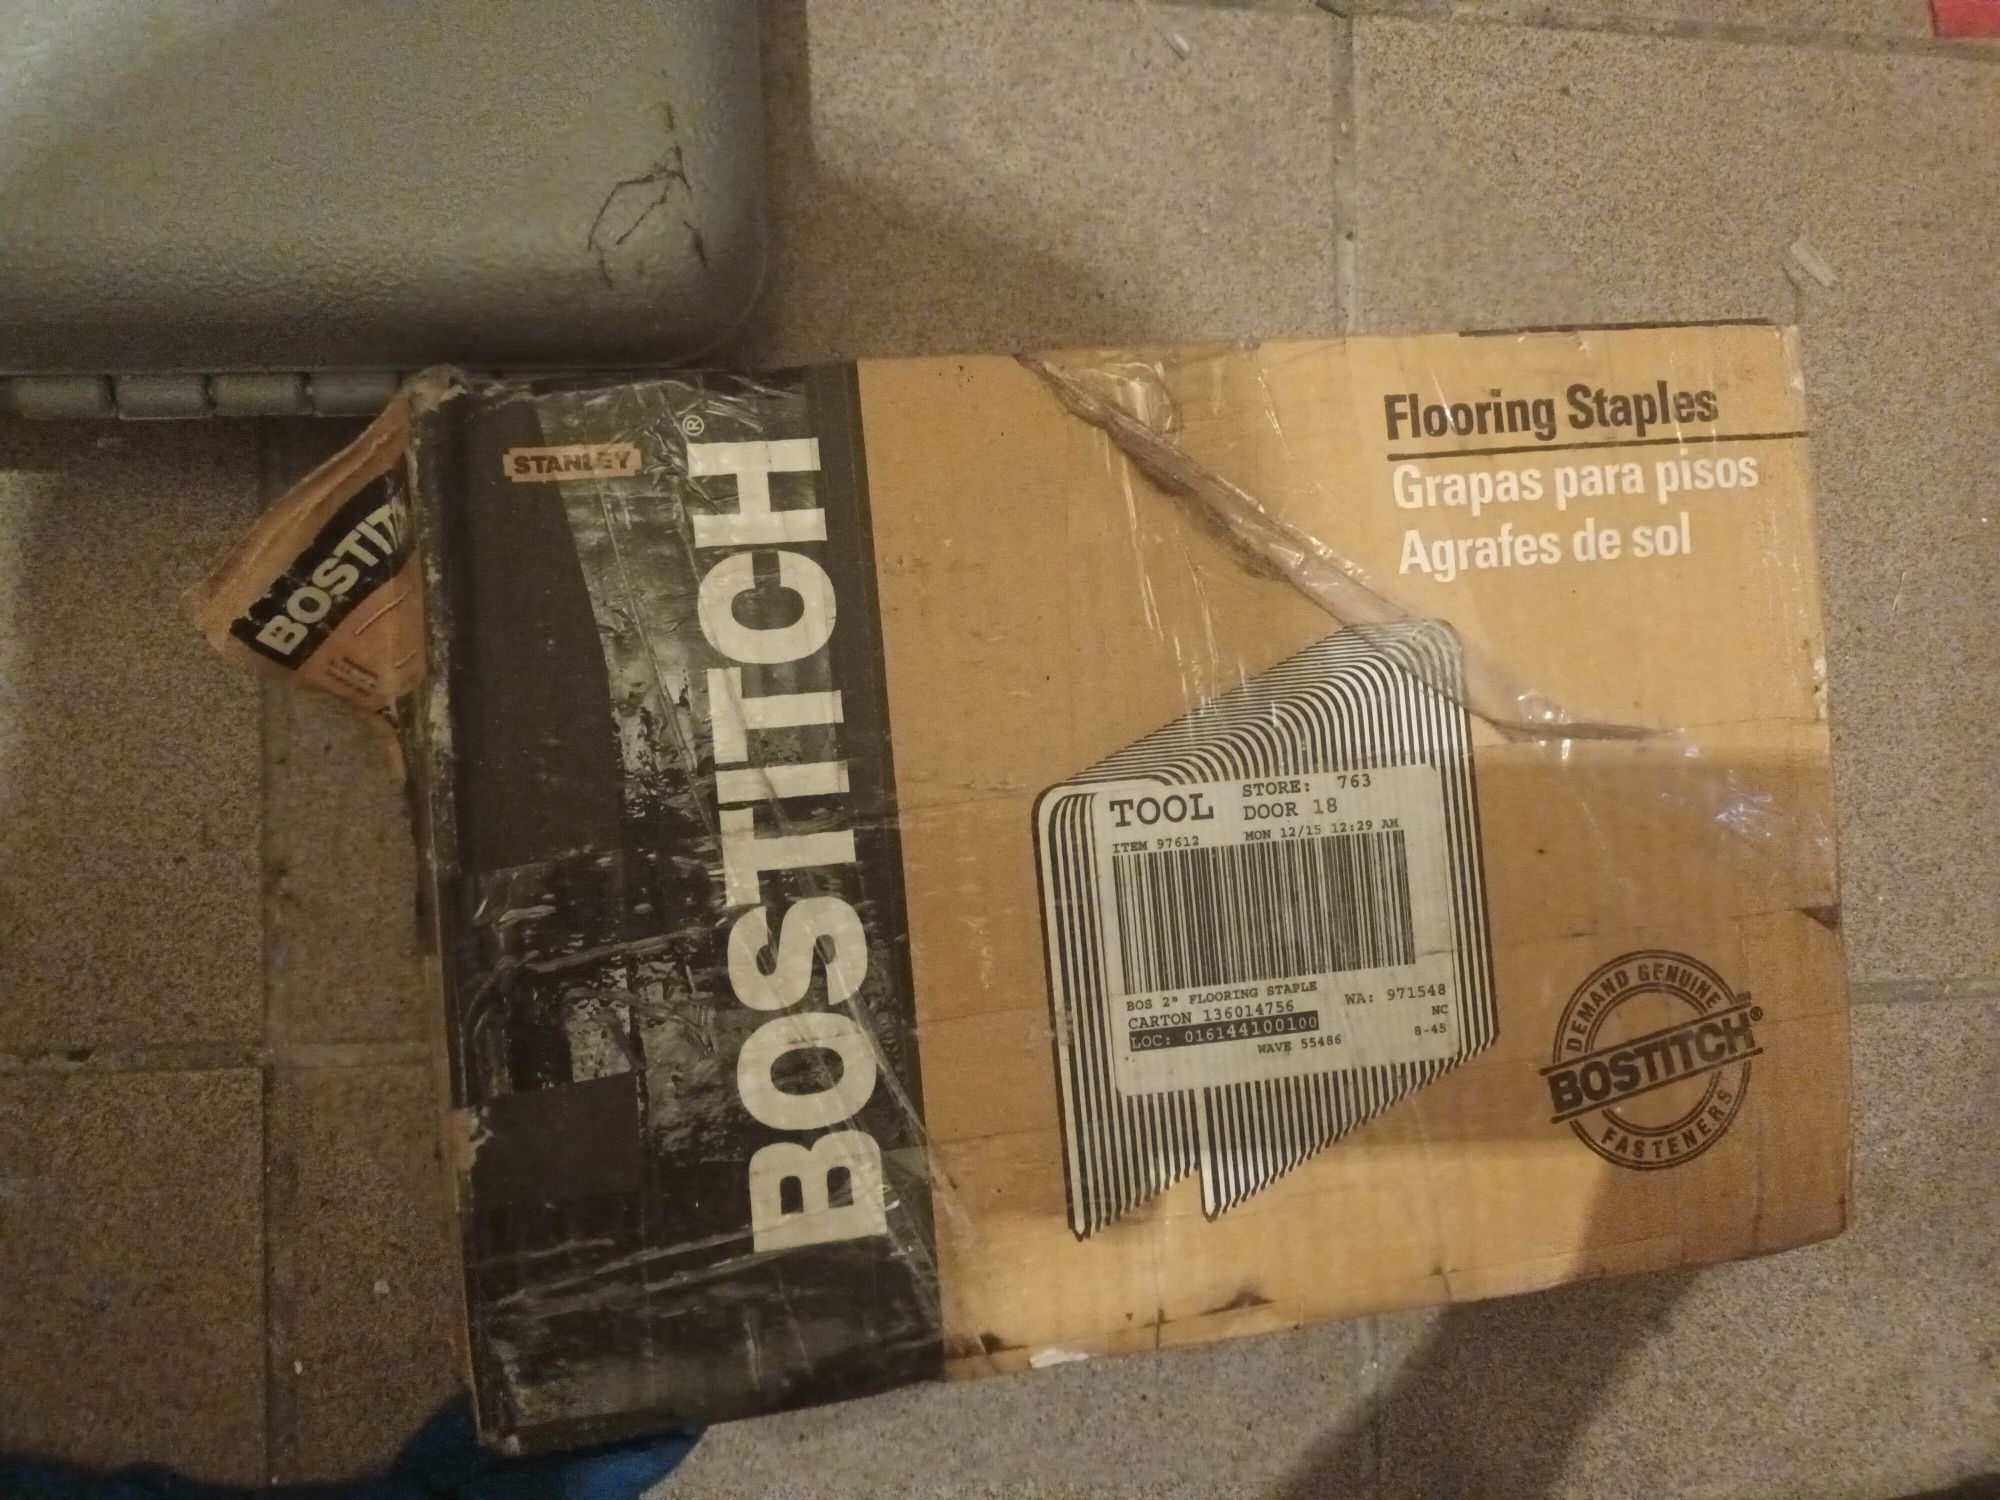 STANLEY
BOSTITCH®
BOSTIT
Flooring Staples
Grapas para pisos
Agrafes de sol
TOOL
STORE: 763
DOOR 18
ITEM 97612
MON 12/15 12:29 AM
BOS 2" FLOORING STAPLE
WA: 971548
CARTON 136014756
NC
LOC: 016144100100
8-45
WAVE 55486
DEMAND GENUINE
BOSTITCH®
FASTENERS